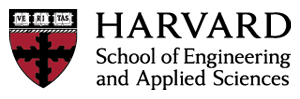 VE RI TAS
HARVARD
School of Engineering
and Applied Sciences